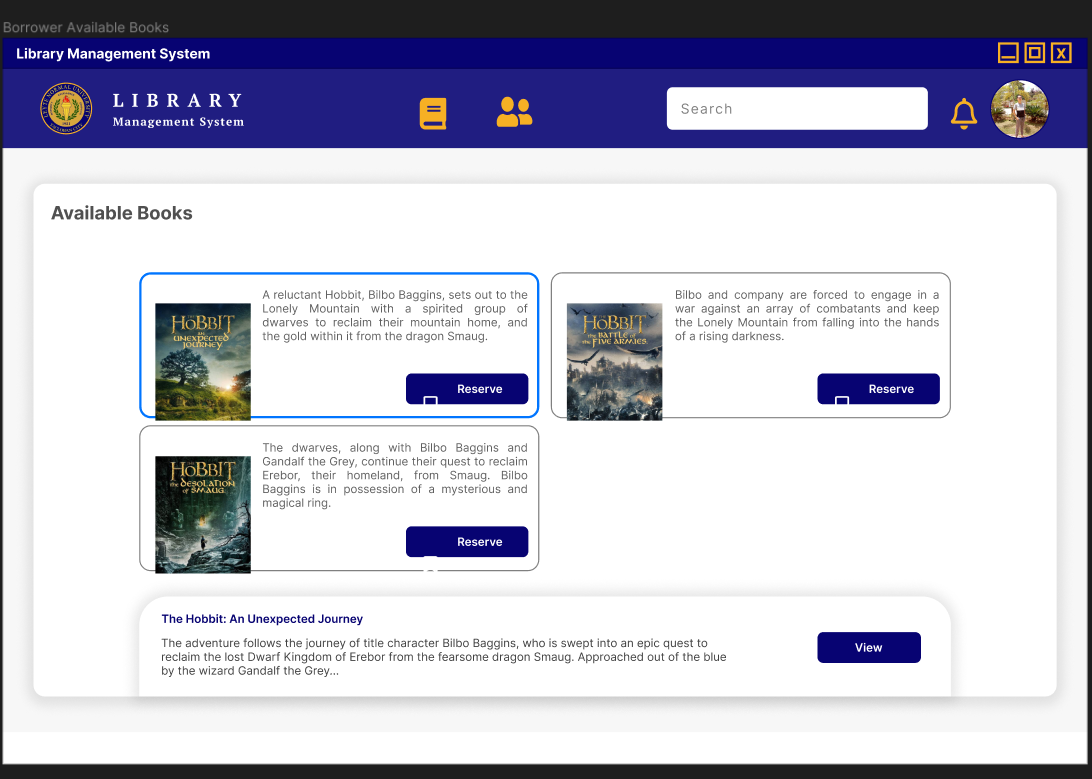 Borrower Available Books
Library Management System
X
LIBRARY
Management System
Search
Available Books
A reluctant Hobbit, Bilbo Baggins, sets out to the
Lonely Mountain with a spirited group of
dwarves to reclaim their mountain home, and
the gold within it from the dragon Smaug.
THE HOBBIT
AN UNEXPECTED
JOURNEY
Reserve
Bilbo and company are forced to engage in a
war against an array of combatants and keep
the Lonely Mountain from falling into the hands
of a rising darkness.
THE HOBBIT
THE BATTLE OF
THE FIVE ARMIES
Reserve
The dwarves, along with Bilbo Baggins and
Gandalf the Grey, continue their quest to reclaim
Erebor, their homeland, from Smaug. Bilbo
Baggins is in possession of a mysterious and
magical ring.
THE HOBBIT
THE DESOLATION
OF SMAUG
Reserve
The Hobbit: An Unexpected Journey
The adventure follows the journey of title character Bilbo Baggins, who is swept into an epic quest to
reclaim the lost Dwarf Kingdom of Erebor from the fearsome dragon Smaug. Approached out of the blue
by the wizard Gandalf the Grey...
View